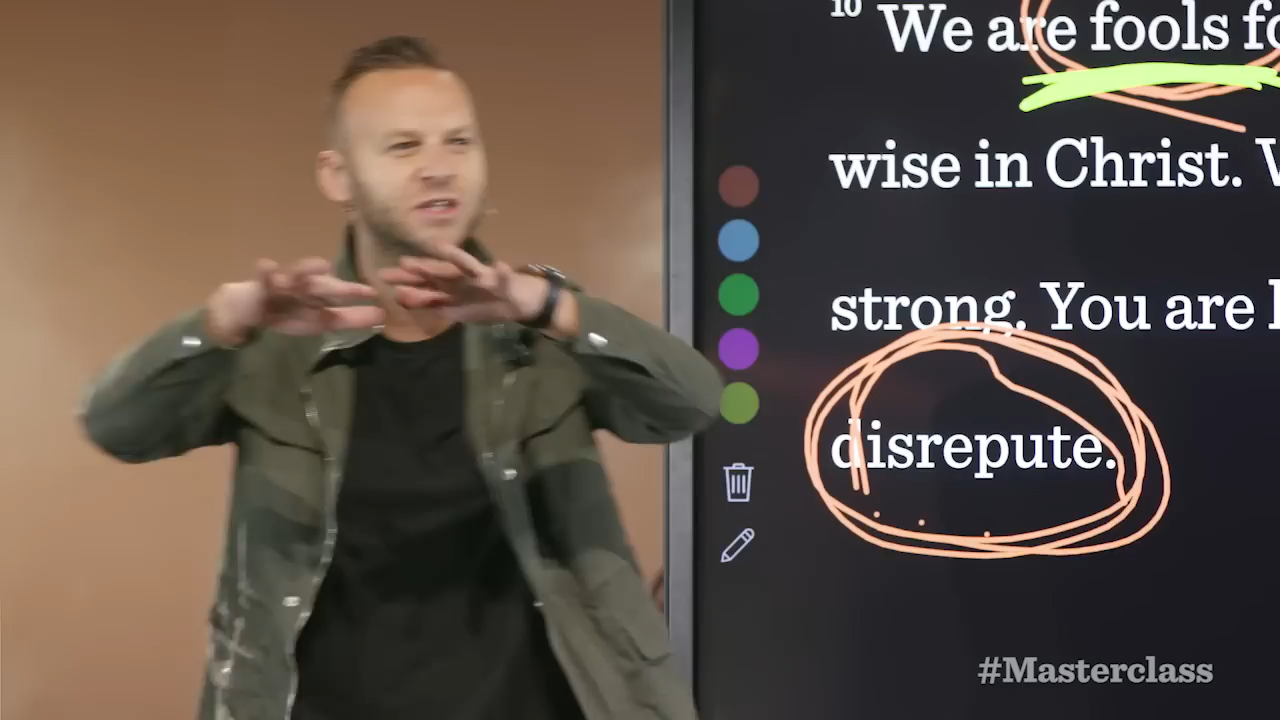 10 We are fools
wise in Christ.
strong. You are
disrepute.
#Masterclass